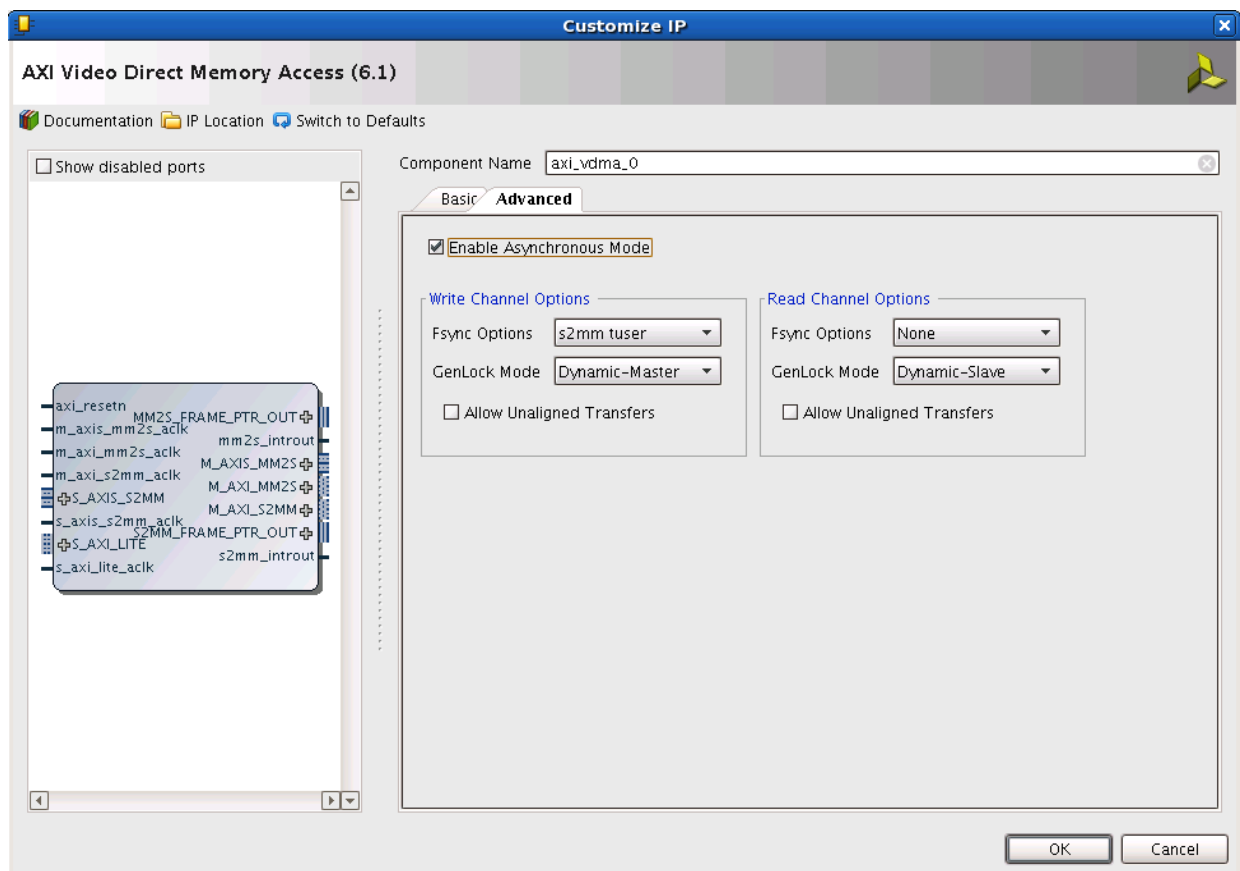 Customize IP
AXI Video Direct Memory Access (6.1)
Documentation IP Location Switch to Defaults
Show disabled ports
axi_resetn
MM2S_FRAME_PTR_OUT
m_axis_mm2s_aclk
mm2s_introut
m_axi_mm2s_aclk
M_AXIS_MM2S
m_axi_s2mm_aclk
M_AXI_MM2S
S_AXIS_S2MM
M_AXI_S2MM
s_axis_s2mm_aclk
S2MM_FRAME_PTR_OUT
S_AXI_LITE
s2mm_introut
s_axi_lite_aclk
Component Name axi_vdma_0
Basic Advanced
Enable Asynchronous Mode
Write Channel Options
Fsync Options s2mm tuser
GenLock Mode Dynamic-Master
Allow Unaligned Transfers
Read Channel Options
Fsync Options None
GenLock Mode Dynamic-Slave
Allow Unaligned Transfers
OK Cancel